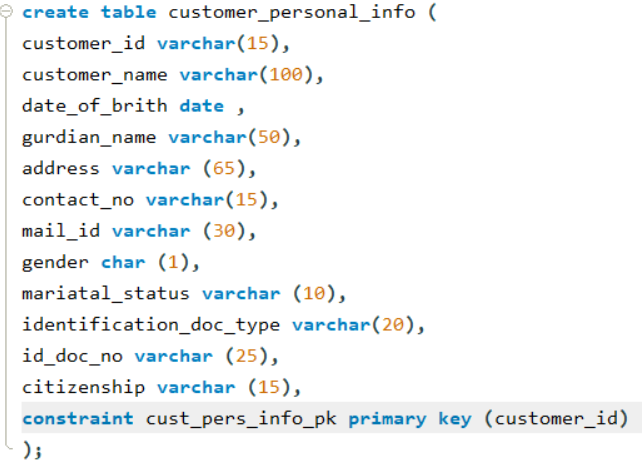 create table customer_personal_info (
customer_id varchar(15),
customer_name varchar(100),
date_of_brith date ,
gurdian_name varchar(50),
address varchar (65),
contact_no varchar(15),
mail_id varchar (30),
gender char (1),
mariatal_status varchar (10),
identification_doc_type varchar(20),
id_doc_no varchar (25),
citizenship varchar (15),
constraint cust_pers_info_pk primary key (customer_id)
);